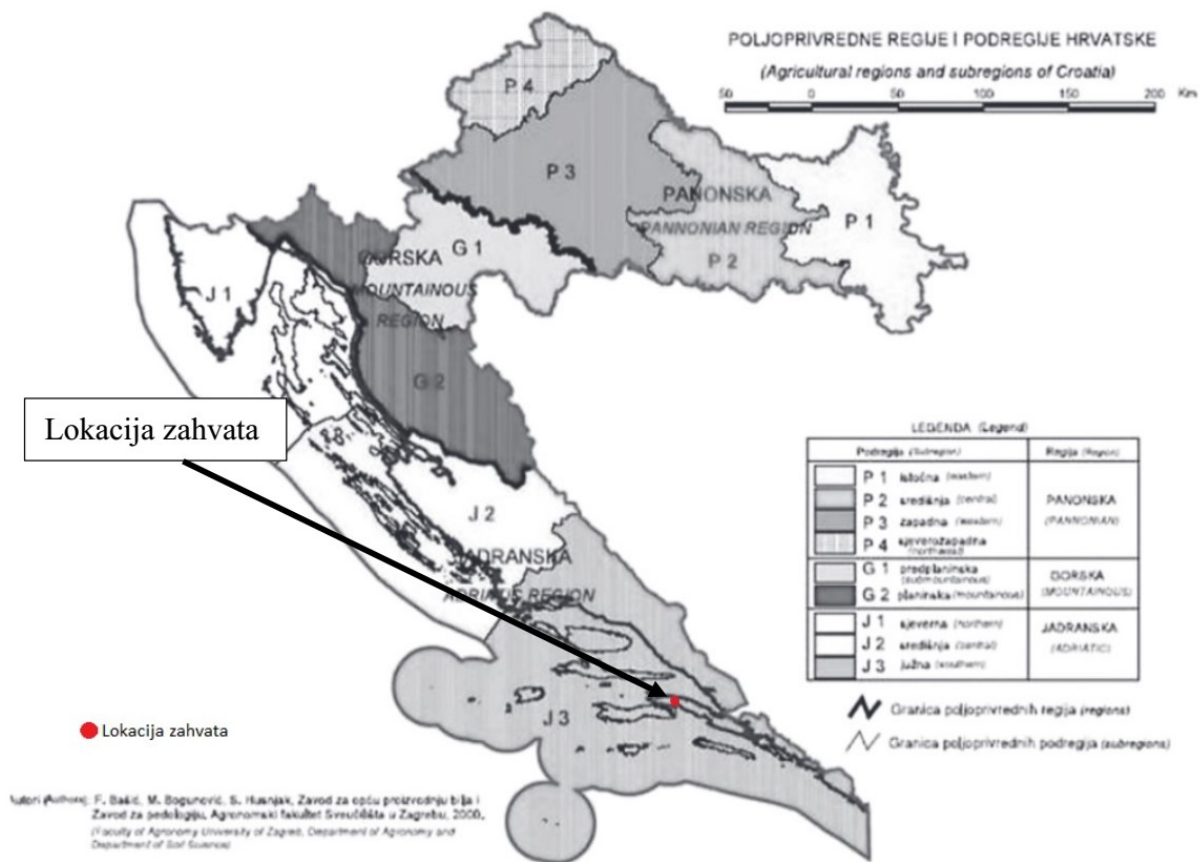 POLJOPRIVREDNE REGIJE I PODREGIJE HRVATSKE
(Agricultural regions and subregions of Croatia)
50 0 50 100 150 200 Km
P 4
P 3
PANONSKA
PANNONIAN REGION
P 1
P 2
GORSKA
G 1
MOUNTAINOUS
REGION
J 1
G 2
Lokacija zahvata
J 2
JADRANSKA
ADRIATIC REGION
J 3
LEGENDA (Legend)
Podregija (Subregion) Regija (Region)
P 1 istočna (eastern)
P 2 središnja (central)
P 3 zapadna (western)
P 4 sjeverozapadna
(northwest)
PANONSKA
(PANNONIAN)
G 1 predplaninska
(submountainous)
G 2 planinska (mountainous)
GORSKA
(MOUNTAINOUS)
J 1 sjeverna (northern)
J 2 središnja (central)
J 3 južna (southern)
JADRANSKA
(ADRIATIC)
Granica poljoprivrednih regija (regions)
Granica poljoprivrednih podregija (subregions)
Lokacija zahvata
Autori (Authors): F. Bašić, M. Bogunović, S. Husnjak, Zavod za opću proizvodnju bilja i
Zavod za pedologiju, Agronomski fakultet Sveučilišta u Zagrebu, 2000.
(Faculty of Agronomy University of Zagreb, Department of Agronomy and
Department of Soil Science)